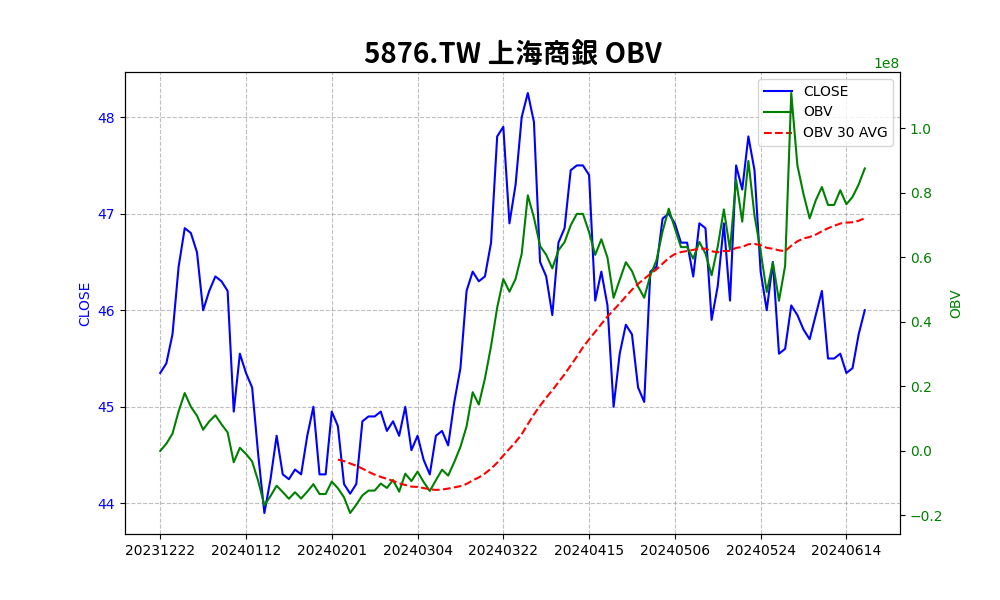 5876.TW 上海商銀 OBV
1e8
CLOSE
OBV
OBV 30 AVG
48
47
46
45
44
CLOSE
1.0
0.8
0.6
0.4
0.2
0.0
−0.2
OBV
20231222 20240112 20240201 20240304 20240322 20240415 20240506 20240524 20240614